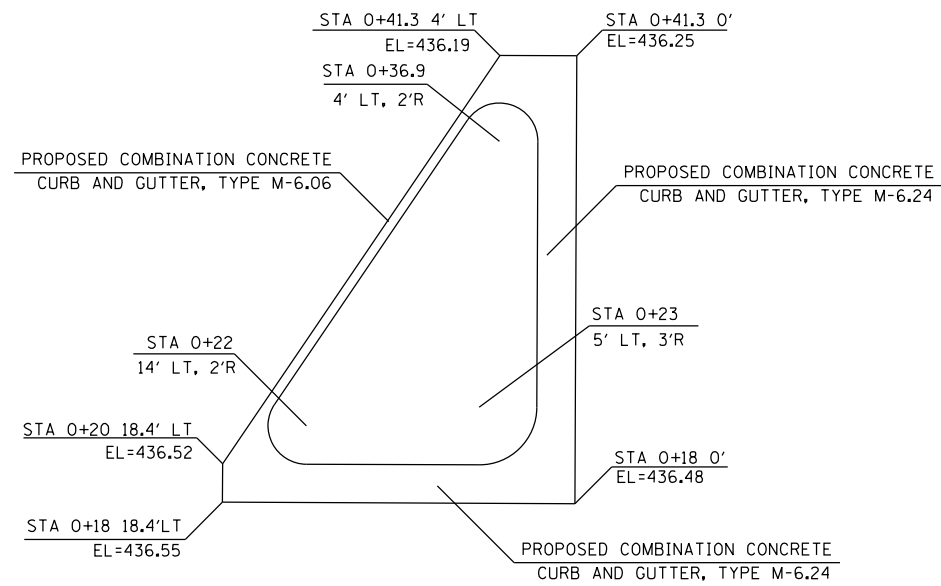 STA 0+41.3 4' LT
EL=436.19
STA 0+41.3 0'
EL=436.25
STA 0+36.9
4' LT, 2'R
PROPOSED COMBINATION CONCRETE
CURB AND GUTTER, TYPE M-6.06
PROPOSED COMBINATION CONCRETE
CURB AND GUTTER, TYPE M-6.24
STA 0+23
5' LT, 3'R
STA 0+22
14' LT, 2'R
STA 0+20 18.4' LT
EL=436.52
STA 0+18 0'
EL=436.48
STA 0+18 18.4'LT
EL=436.55
PROPOSED COMBINATION CONCRETE
CURB AND GUTTER, TYPE M-6.24